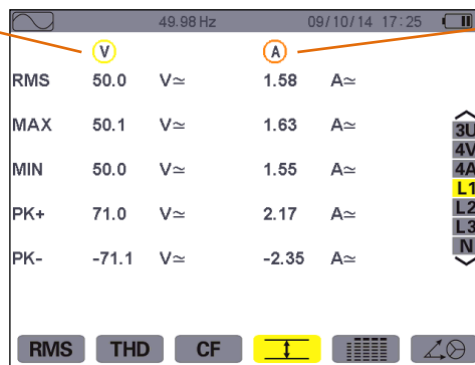 49.98 Hz 09/10/14 17:25
V A
RMS 50.0 V≃ 1.58 A≃
MAX 50.1 V≃ 1.63 A≃
MIN 50.0 V≃ 1.55 A≃
PK+ 71.0 V≃ 2.17 A≃
PK- -71.1 V≃ -2.35 A≃
3U
4V
4A
L1
L2
L3
N
RMS THD CF